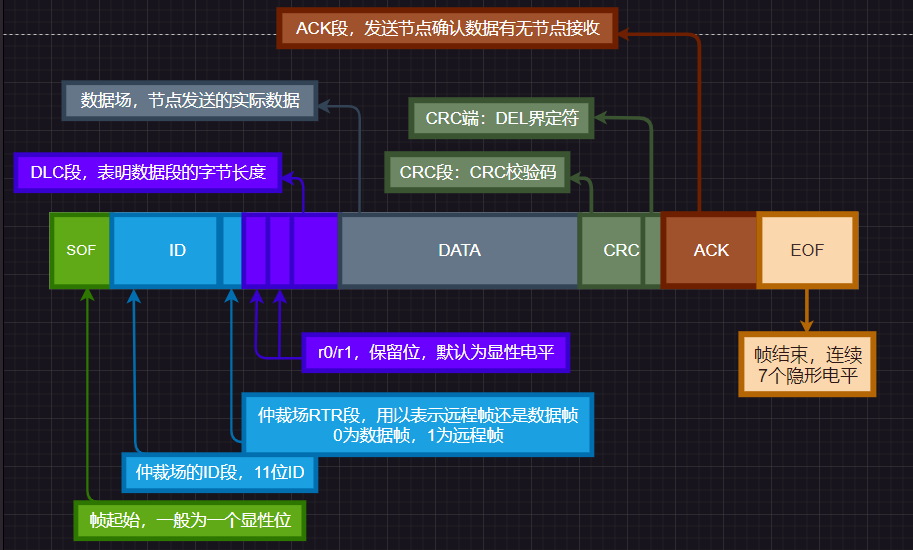 ACK段，发送节点确认数据有无节点接收
数据场，节点发送的实际数据
CRC端：DEL界定符
DLC段，表明数据段的字节长度
CRC段：CRC校验码
SOF
ID
DATA
CRC
ACK
EOF
r0/r1，保留位，默认为显性电平
帧结束，连续
7个隐形电平
仲裁场RTR段，用以表示远程帧还是数据帧
0为数据帧，1为远程帧
仲裁场的ID段，11位ID
帧起始，一般为一个显性位